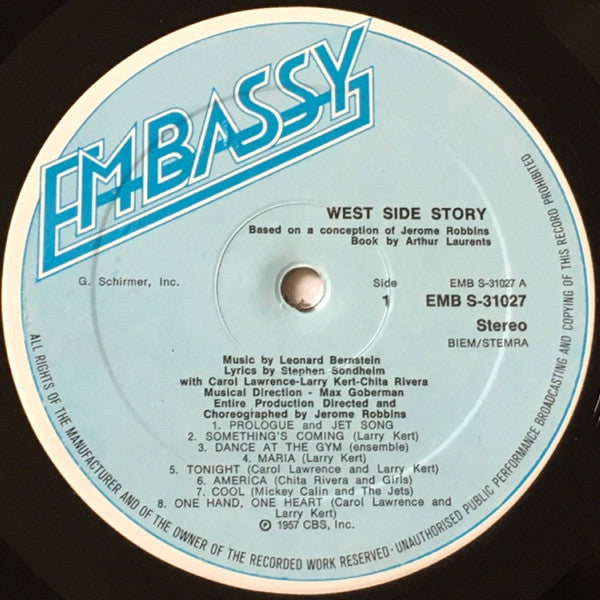 EMBASSY
WEST SIDE STORY
Based on a conception of Jerome Robbins
Book by Arthur Laurents
G. Schirmer, Inc.
Side
1
EMB S-31027 A
EMB S-31027
Stereo
BIEM/STEMRA
Music by Leonard Bernstein
Lyrics by Stephen Sondheim
with Carol Lawrence-Larry Kert-Chita Rivera
Musical Direction - Max Goberman
Entire Production Directed and
Choreographed by Jerome Robbins
1. PROLOGUE and JET SONG
2. SOMETHING'S COMING (Larry Kert)
3. DANCE AT THE GYM (ensemble)
4. MARIA (Larry Kert)
5. TONIGHT (Carol Lawrence and Larry Kert)
6. AMERICA (Chita Rivera and Girls)
7. COOL (Mickey Calin and The Jets)
8. ONE HAND, ONE HEART (Carol Lawrence and
Larry Kert)
℗ 1957 CBS, Inc.
ALL RIGHTS OF THE MANUFACTURER AND OF THE OWNER OF THE RECORDED WORK RESERVED - UNAUTHORISED PUBLIC PERFORMANCE BROADCASTING AND COPYING OF THIS RECORD PROHIBITED